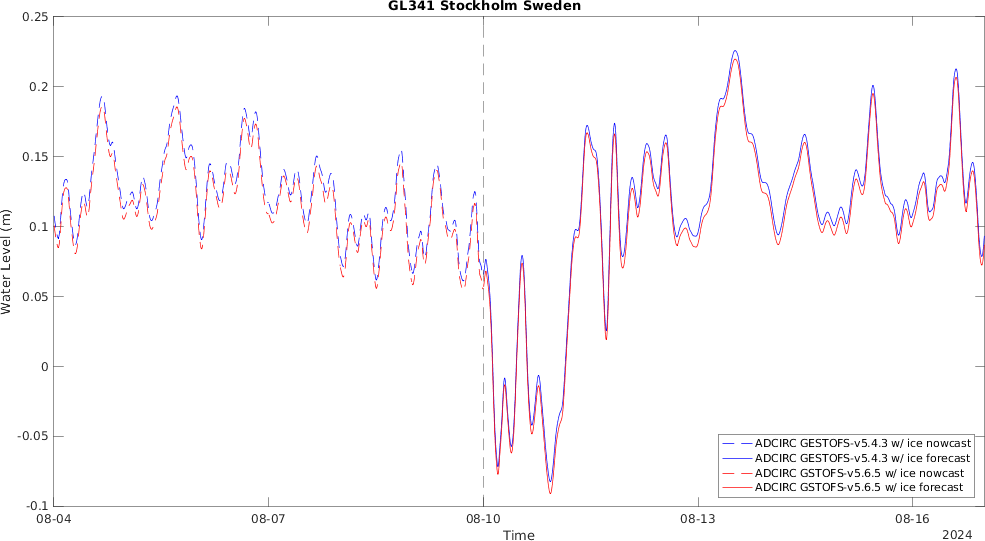 GL341 Stockholm Sweden
0.25
0.2
0.15
0.1
0.05
0
-0.05
-0.1
Water Level (m)
ADCIRC GESTOFS-v5.4.3 w/ ice nowcast
ADCIRC GESTOFS-v5.4.3 w/ ice forecast
ADCIRC GSTOFS-v5.6.5 w/ ice nowcast
ADCIRC GSTOFS-v5.6.5 w/ ice forecast
08-04 08-07 08-10 08-13 08-16
Time
2024